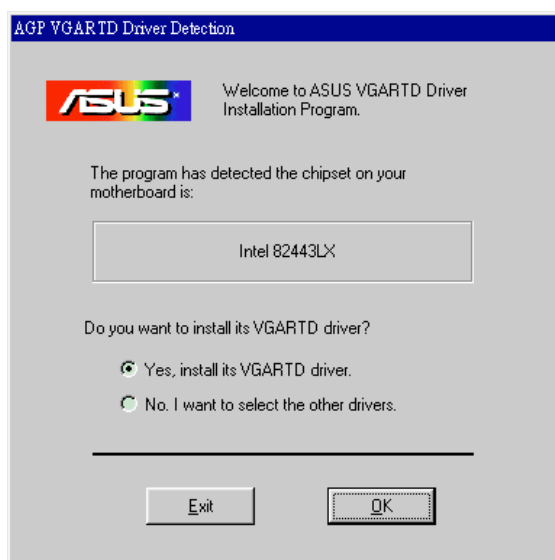 AGP VGARTD Driver Detection
ASUS
Welcome to ASUS VGARTD Driver
Installation Program.
The program has detected the chipset on your
motherboard is:
Intel 82443LX
Do you want to install its VGARTD driver?
Yes, install its VGARTD driver.
No. I want to select the other drivers.
Exit
OK